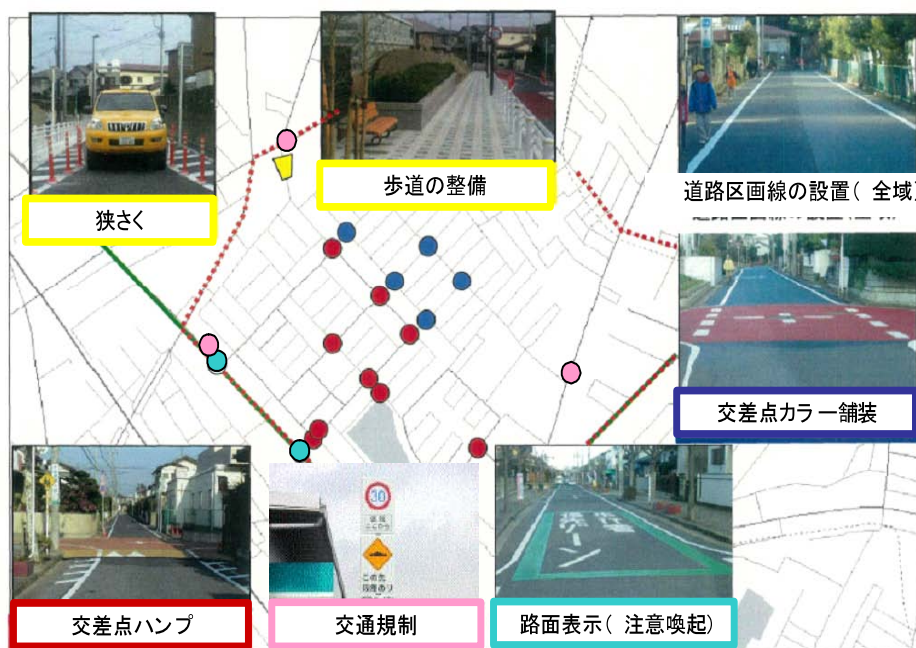 狭さく
歩道の整備
道路区画線の設置( 全域)
交差点カラー舗装
交差点ハンプ
30
交通規制
路面表示( 注意喚起)